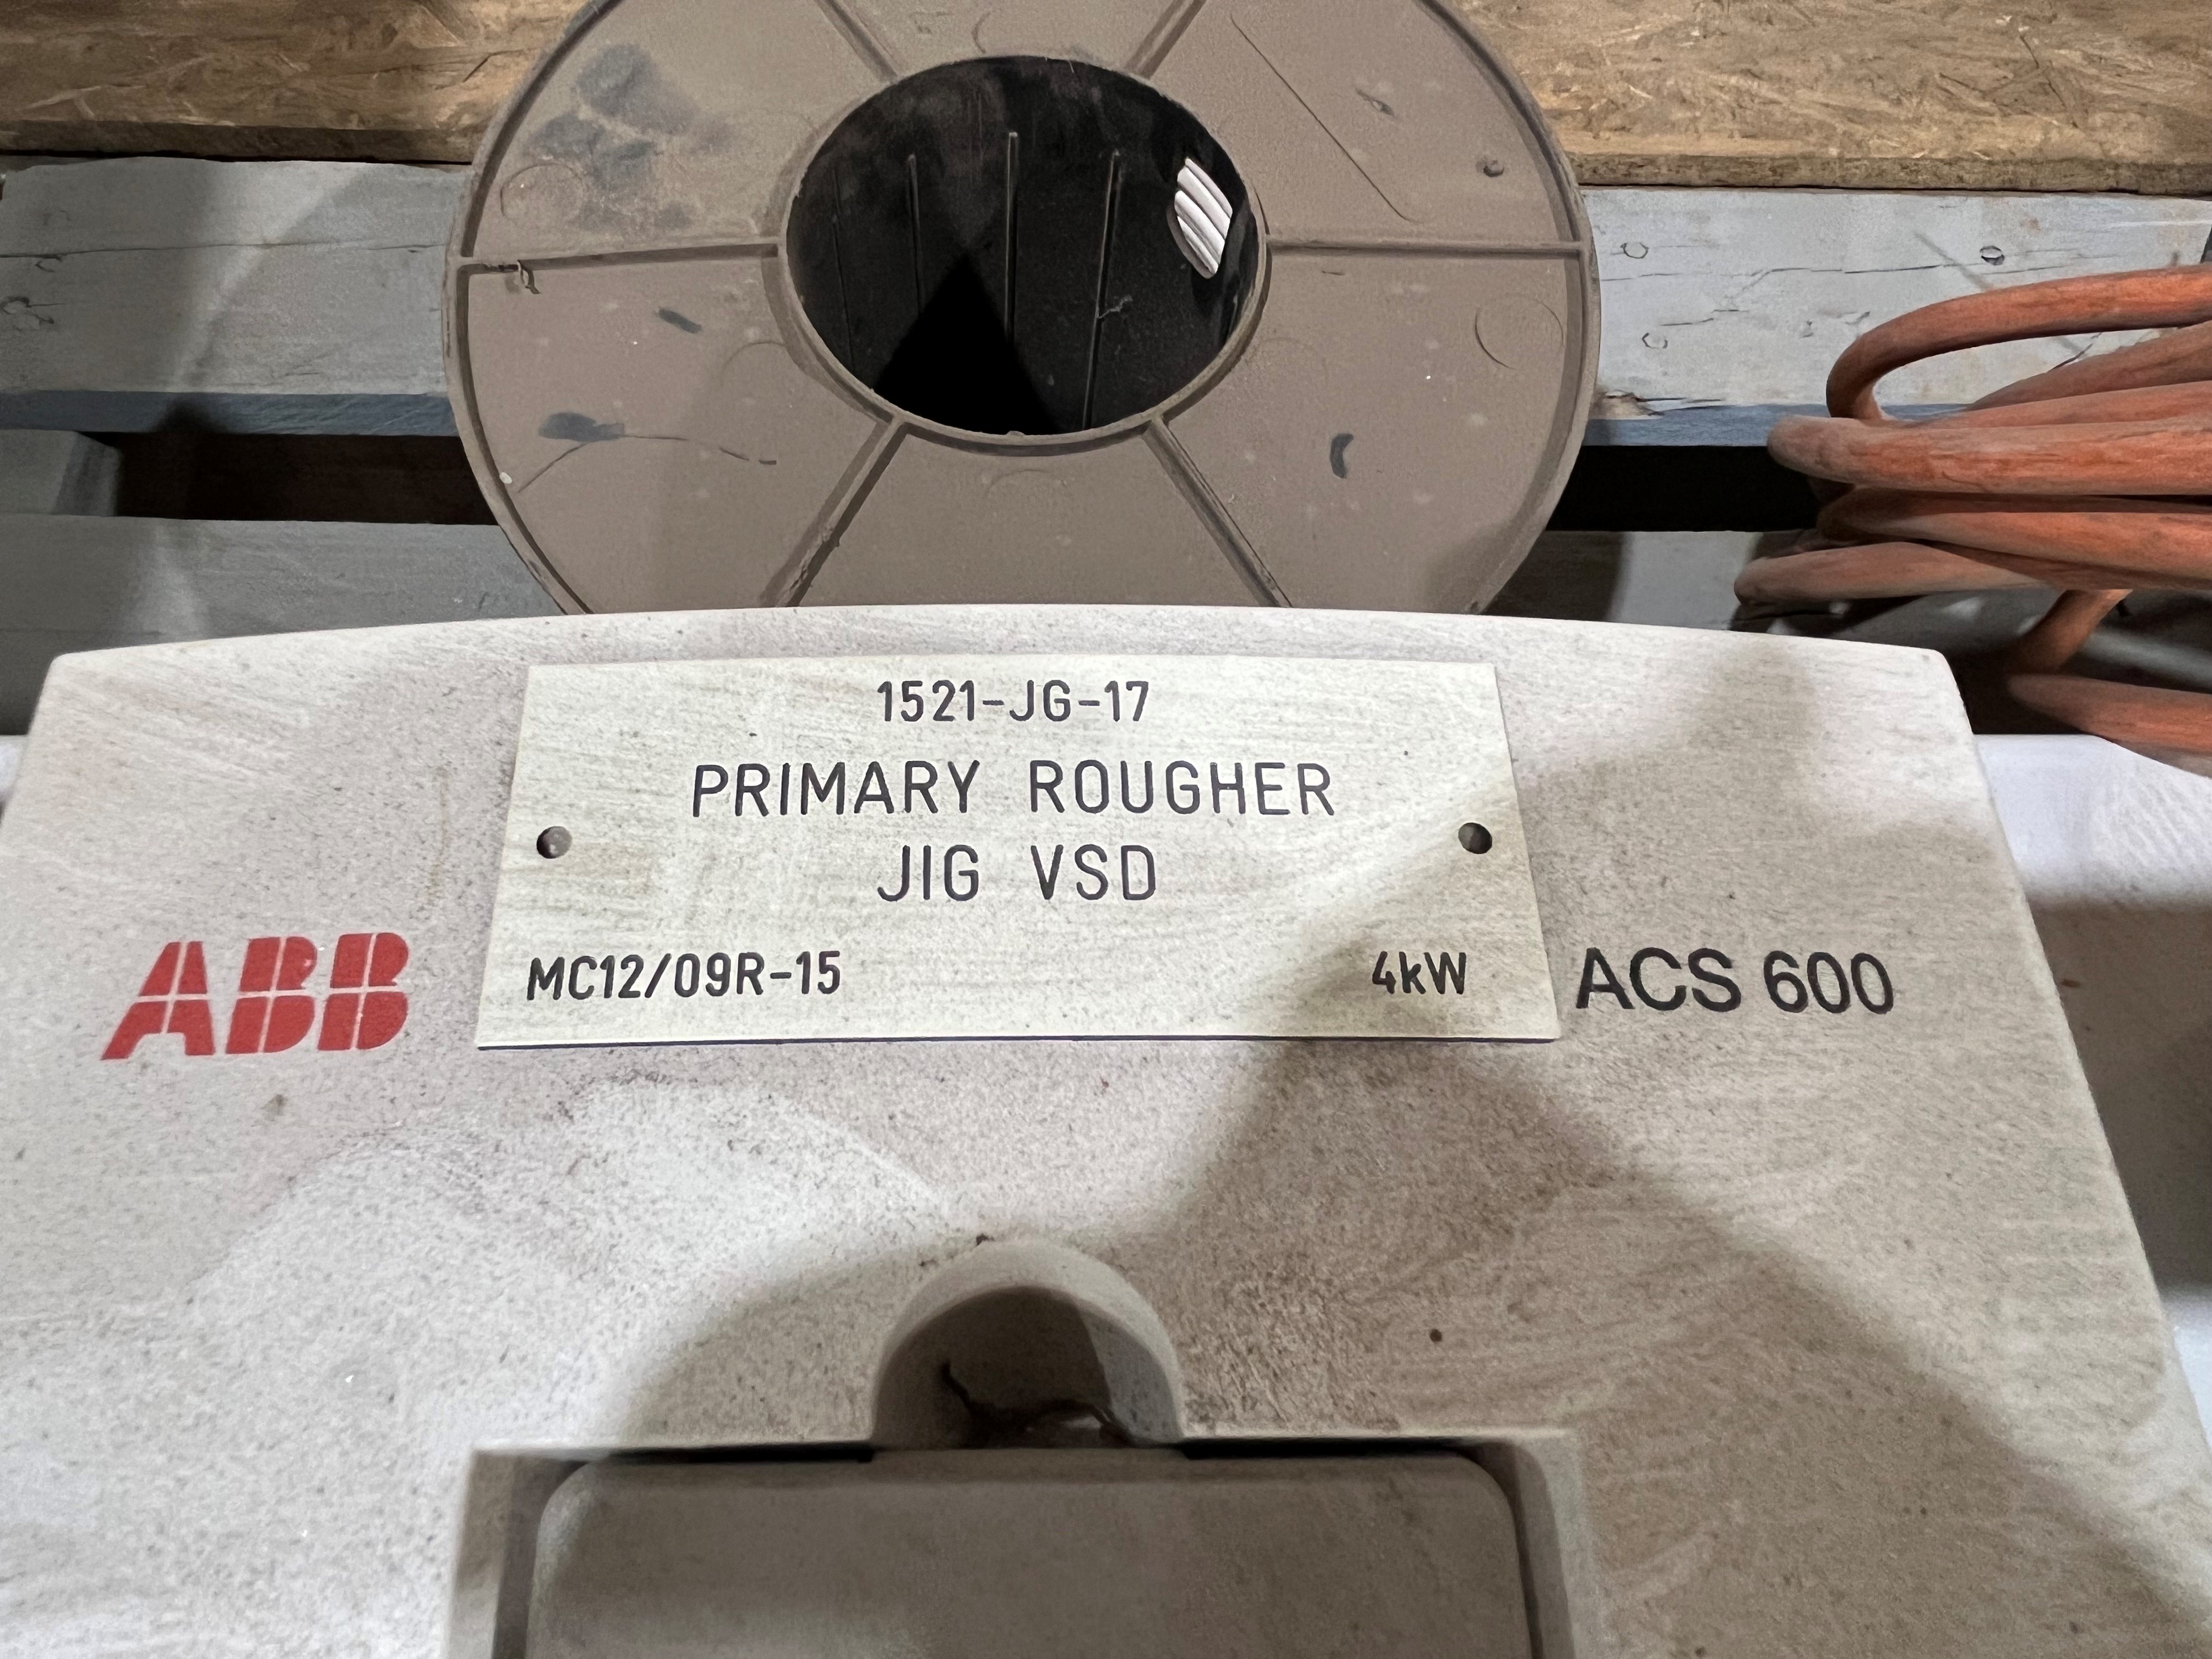 1521-JG-17
PRIMARY ROUGHER
JIG VSD
MC12/09R-15 4kW
ABB
ACS 600